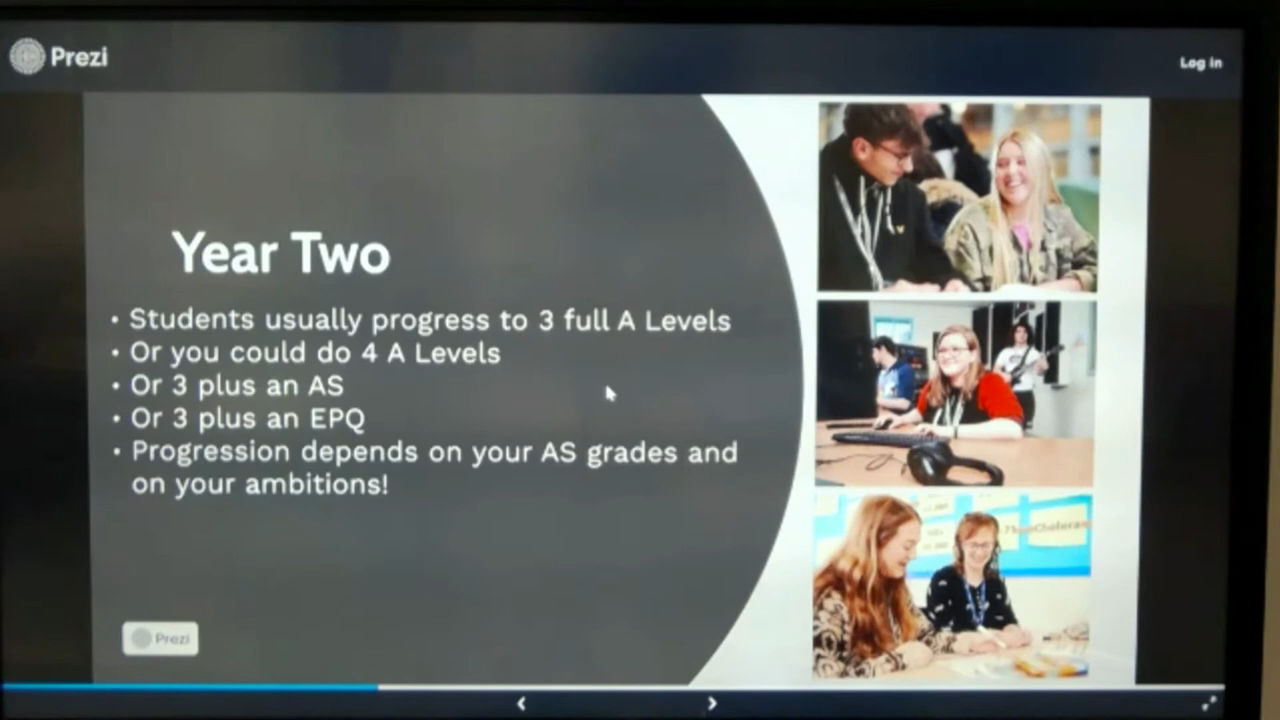 Prezi
Log in
Year Two
• Students usually progress to 3 full A Levels
• Or you could do 4 A Levels
• Or 3 plus an AS
• Or 3 plus an EPQ
• Progression depends on your AS grades and
on your ambitions!
Cholera
Prezi